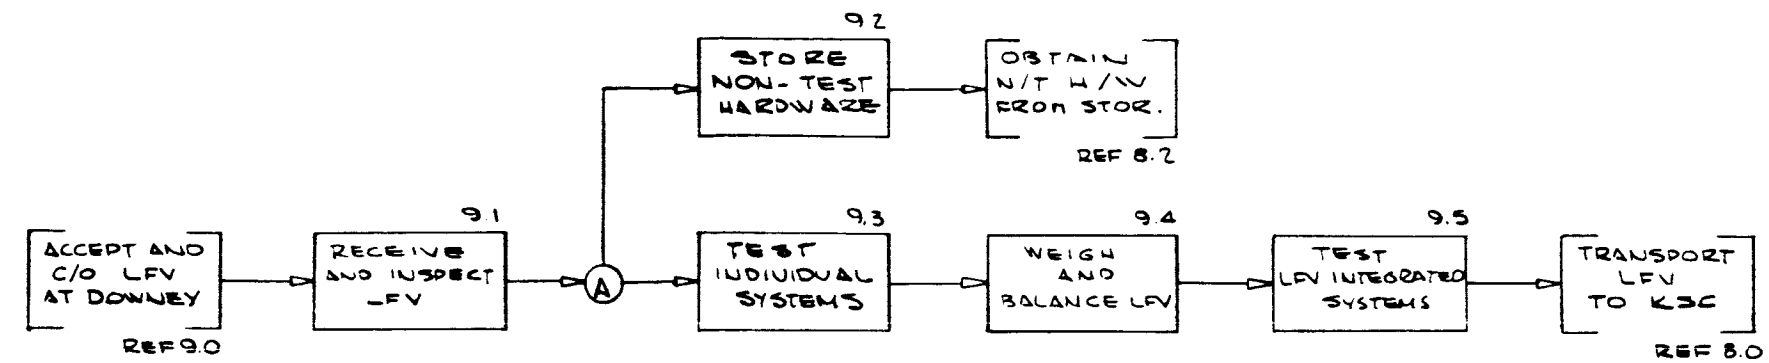 9.2
STORE
NON-TEST
HARDWARE
OBTAIN
N/T H/W
FROM STOR.
REF 8.2
ACCEPT AND
C/O LFV
AT DOWNEY
REF 9.0
9.1
RECEIVE
AND INSPECT
LFV
A
9.3
TEST
INDIVIDUAL
SYSTEMS
9.4
WEIGH
AND
BALANCE LFV
9.5
TEST
LFV INTEGRATED
SYSTEMS
TRANSPORT
LFV
TO KSC
REF 8.0